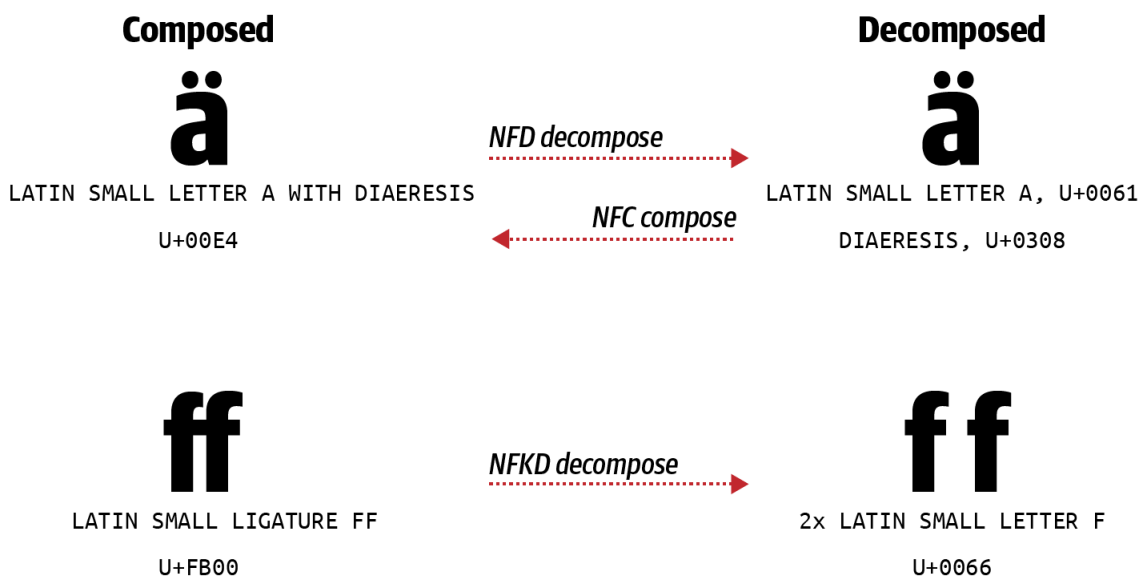 Composed
Decomposed
ä
ä
NFD decompose
LATIN SMALL LETTER A WITH DIAERESIS
LATIN SMALL LETTER A, U+0061
NFC compose
U+00E4
DIAERESIS, U+0308
ff
f f
NFKD decompose
LATIN SMALL LIGATURE FF
2x LATIN SMALL LETTER F
U+FB00
U+0066